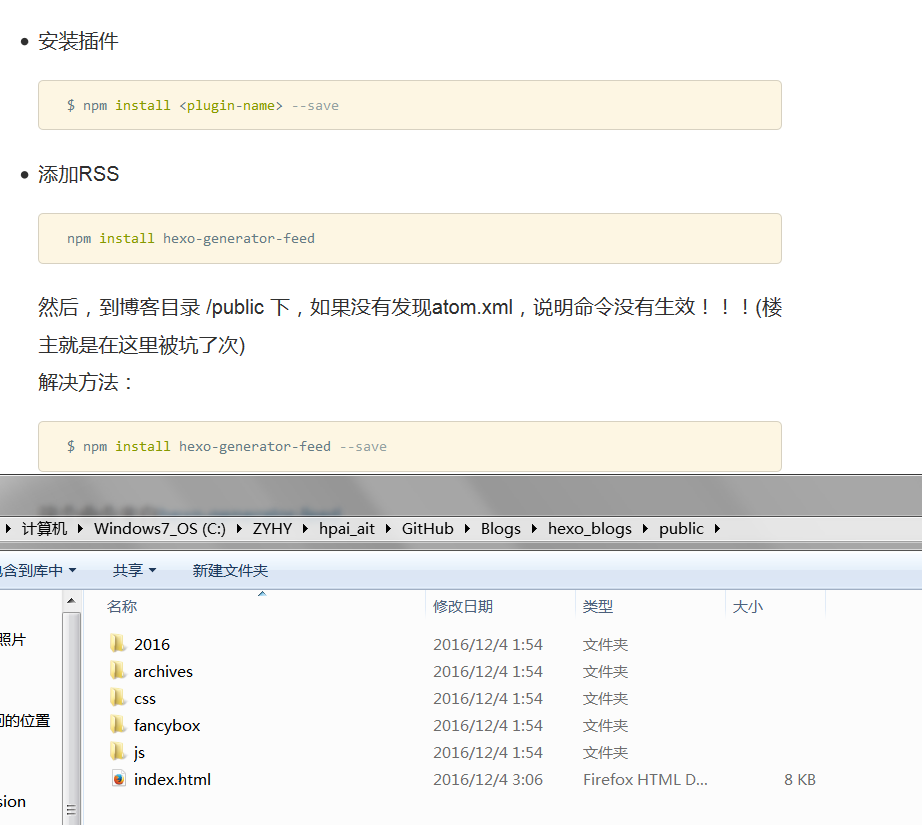 安装插件
$ npm install <plugin-name> --save
添加RSS
npm install hexo-generator-feed
然后，到博客目录 /public 下，如果没有发现atom.xml，说明命令没有生效！！！(楼
主就是在这里被坑了次)
解决方法：
$ npm install hexo-generator-feed --save
计算机 Windows7_OS (C:) ZYHY hpai_ait GitHub Blogs hexo_blogs public
含到库中 共享 新建文件夹
名称 修改日期 类型 大小
照片
2016 2016/12/4 1:54 文件夹
archives 2016/12/4 1:54 文件夹
css 2016/12/4 1:54 文件夹
的位置
fancybox 2016/12/4 1:54 文件夹
js 2016/12/4 1:54 文件夹
index.html 2016/12/4 3:06 Firefox HTML D... 8 KB
sion